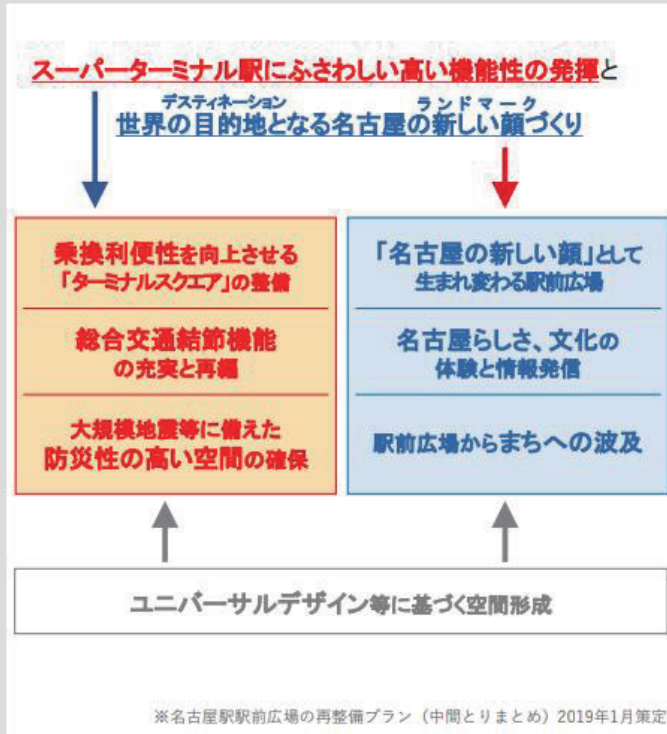 スーパーターミナル駅にふさわしい高い機能性の発揮と
デスティネーション ランドマーク
世界の目的地となる名古屋の新しい顔づくり
乗換利便性を向上させる
「ターミナルスクエア」の整備
総合交通結節機能
の充実と再編
大規模地震等に備えた
防災性の高い空間の確保
「名古屋の新しい顔」として
生まれ変わる駅前広場
名古屋らしさ、文化の
体験と情報発信
駅前広場からまちへの波及
ユニバーサルデザイン等に基づく空間形成
※名古屋駅駅前広場の再整備プラン（中間とりまとめ）2019年1月策定